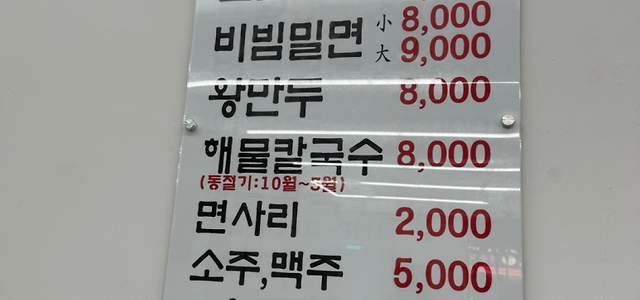 비빔밀면 小 8,000
大 9,000
왕만두 8,000
해물칼국수 8,000
(동절기:10월~5월)
면사리 2,000
소주,맥주 5,000